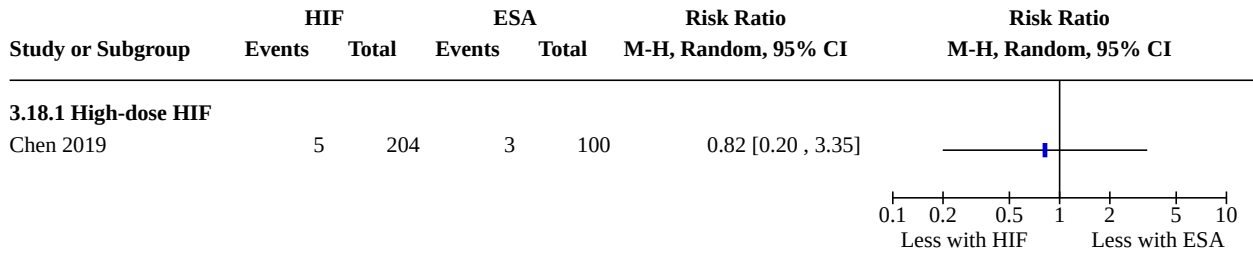 HIF ESA Risk Ratio Risk Ratio
Study or Subgroup Events Total Events Total M-H, Random, 95% CI M-H, Random, 95% CI
3.18.1 High-dose HIF
Chen 2019 5 204 3 100 0.82 [0.20 , 3.35]
0.1 0.2 0.5 1 2 5 10
Less with HIF Less with ESA